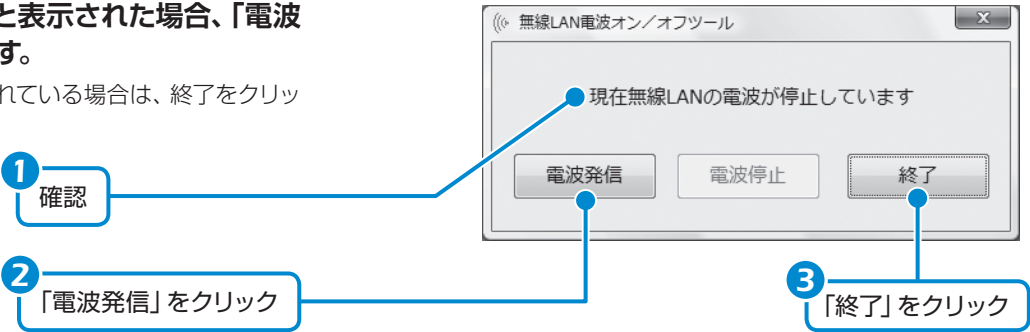 と表示された場合、「電波
す。
れている場合は、終了をクリッ
無線LAN電波オン／オフツール
x
現在無線LANの電波が停止しています
電波発信
電波停止
終了
1
確認
2
「電波発信」をクリック
3
「終了」をクリック